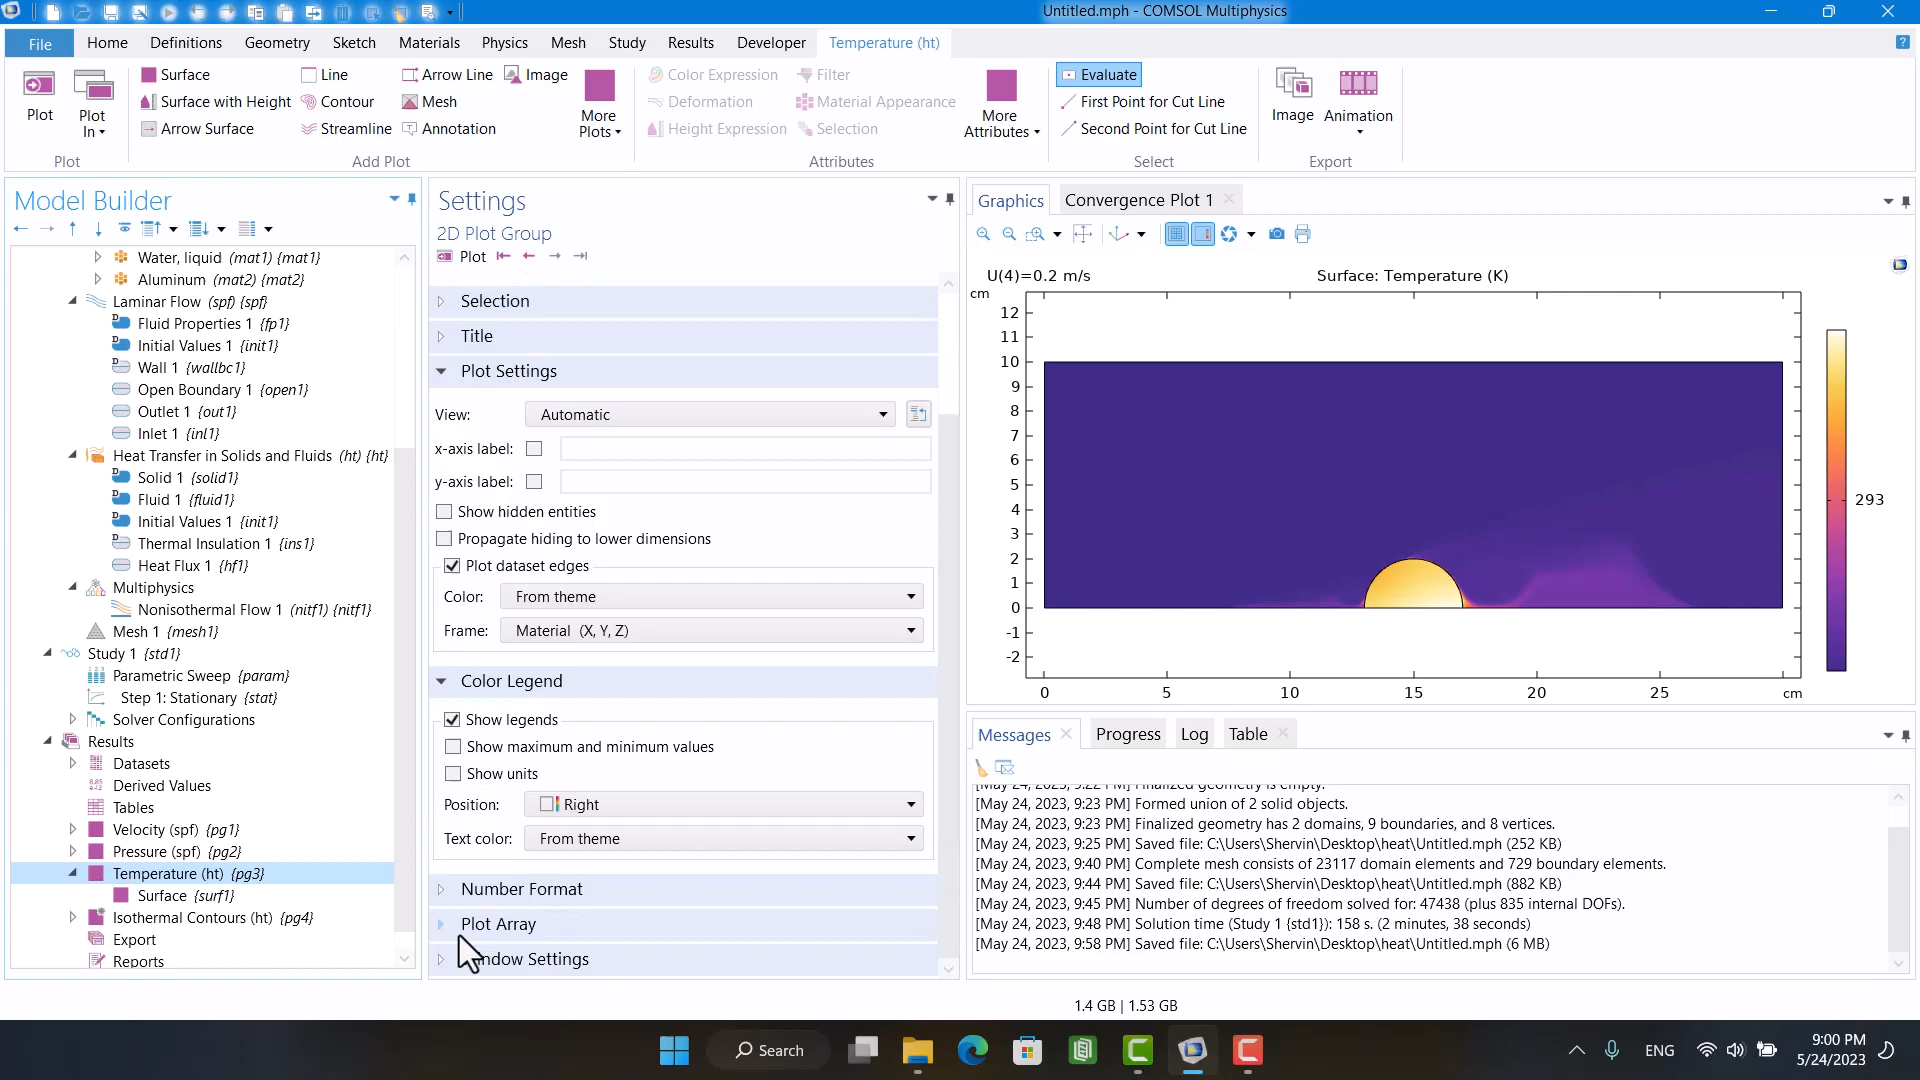 Untitled.mph - COMSOL Multiphysics
File Home Definitions Geometry Sketch Materials Physics Mesh Study Results Developer Temperature (ht)
Plot
Plot In
Plot
Surface
Surface with Height
Arrow Surface
Line
Contour
Streamline
Arrow Line
Mesh
Annotation
Image
More Plots
Add Plot
Color Expression
Deformation
Height Expression
Filter
Material Appearance
Selection
More Attributes
Attributes
Evaluate
First Point for Cut Line
Second Point for Cut Line
Select
Image
Animation
Export
Model Builder
Water, liquid (mat1) {mat1}
Aluminum (mat2) {mat2}
Laminar Flow (spf) {spf}
Fluid Properties 1 {fp1}
Initial Values 1 {init1}
Wall 1 {wallbc1}
Open Boundary 1 {open1}
Outlet 1 {out1}
Inlet 1 {inl1}
Heat Transfer in Solids and Fluids (ht) {ht}
Solid 1 {solid1}
Fluid 1 {fluid1}
Initial Values 1 {init1}
Thermal Insulation 1 {ins1}
Heat Flux 1 {hf1}
Multiphysics
Nonisothermal Flow 1 (nitf1) {nitf1}
Mesh 1 {mesh1}
Study 1 {std1}
Parametric Sweep {param}
Step 1: Stationary {stat}
Solver Configurations
Results
Datasets
8.85
e-12
Derived Values
Tables
Velocity (spf) {pg1}
Pressure (spf) {pg2}
Temperature (ht) {pg3}
Surface {surf1}
Isothermal Contours (ht) {pg4}
Export
Reports
Settings
2D Plot Group
Plot
Selection
Title
Plot Settings
View: Automatic
x-axis label:
y-axis label:
Show hidden entities
Propagate hiding to lower dimensions
Plot dataset edges
Color: From theme
Frame: Material (X, Y, Z)
Color Legend
Show legends
Show maximum and minimum values
Show units
Position: Right
Text color: From theme
Number Format
Plot Array
ndow Settings
Graphics Convergence Plot 1
U(4)=0.2 m/s Surface: Temperature (K)
cm
12
11
10
9
8
7
6
5
4
3
2
1
0
-1
-2
0 5 10 15 20 25 cm
293
Messages Progress Log Table
[May 24, 2023, 9:22 PM] Finalized geometry is empty.
[May 24, 2023, 9:23 PM] Formed union of 2 solid objects.
[May 24, 2023, 9:23 PM] Finalized geometry has 2 domains, 9 boundaries, and 8 vertices.
[May 24, 2023, 9:25 PM] Saved file: C:\Users\Shervin\Desktop\heat\Untitled.mph (252 KB)
[May 24, 2023, 9:40 PM] Complete mesh consists of 23117 domain elements and 729 boundary elements.
[May 24, 2023, 9:44 PM] Saved file: C:\Users\Shervin\Desktop\heat\Untitled.mph (882 KB)
[May 24, 2023, 9:45 PM] Number of degrees of freedom solved for: 47438 (plus 835 internal DOFs).
[May 24, 2023, 9:48 PM] Solution time (Study 1 {std1}): 158 s. (2 minutes, 38 seconds)
[May 24, 2023, 9:58 PM] Saved file: C:\Users\Shervin\Desktop\heat\Untitled.mph (6 MB)
1.4 GB | 1.53 GB
Search
ENG
9:00 PM
5/24/2023